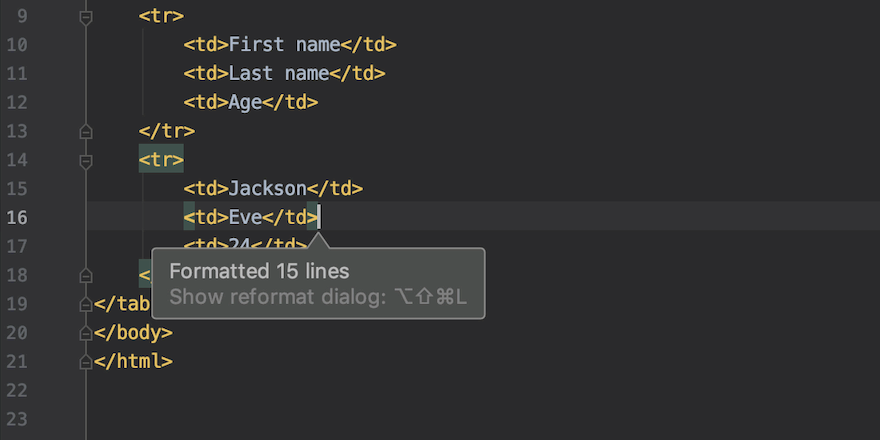 9 <tr>
10 <td>First name</td>
11 <td>Last name</td>
12 <td>Age</td>
13 </tr>
14 <tr>
15 <td>Jackson</td>
16 <td>Eve</td>
17 <td>24</td>
Formatted 15 lines
18 <
Show reformat dialog: ⌥⇧⌘L
19 </tab
20 </body>
21 </html>
22
23